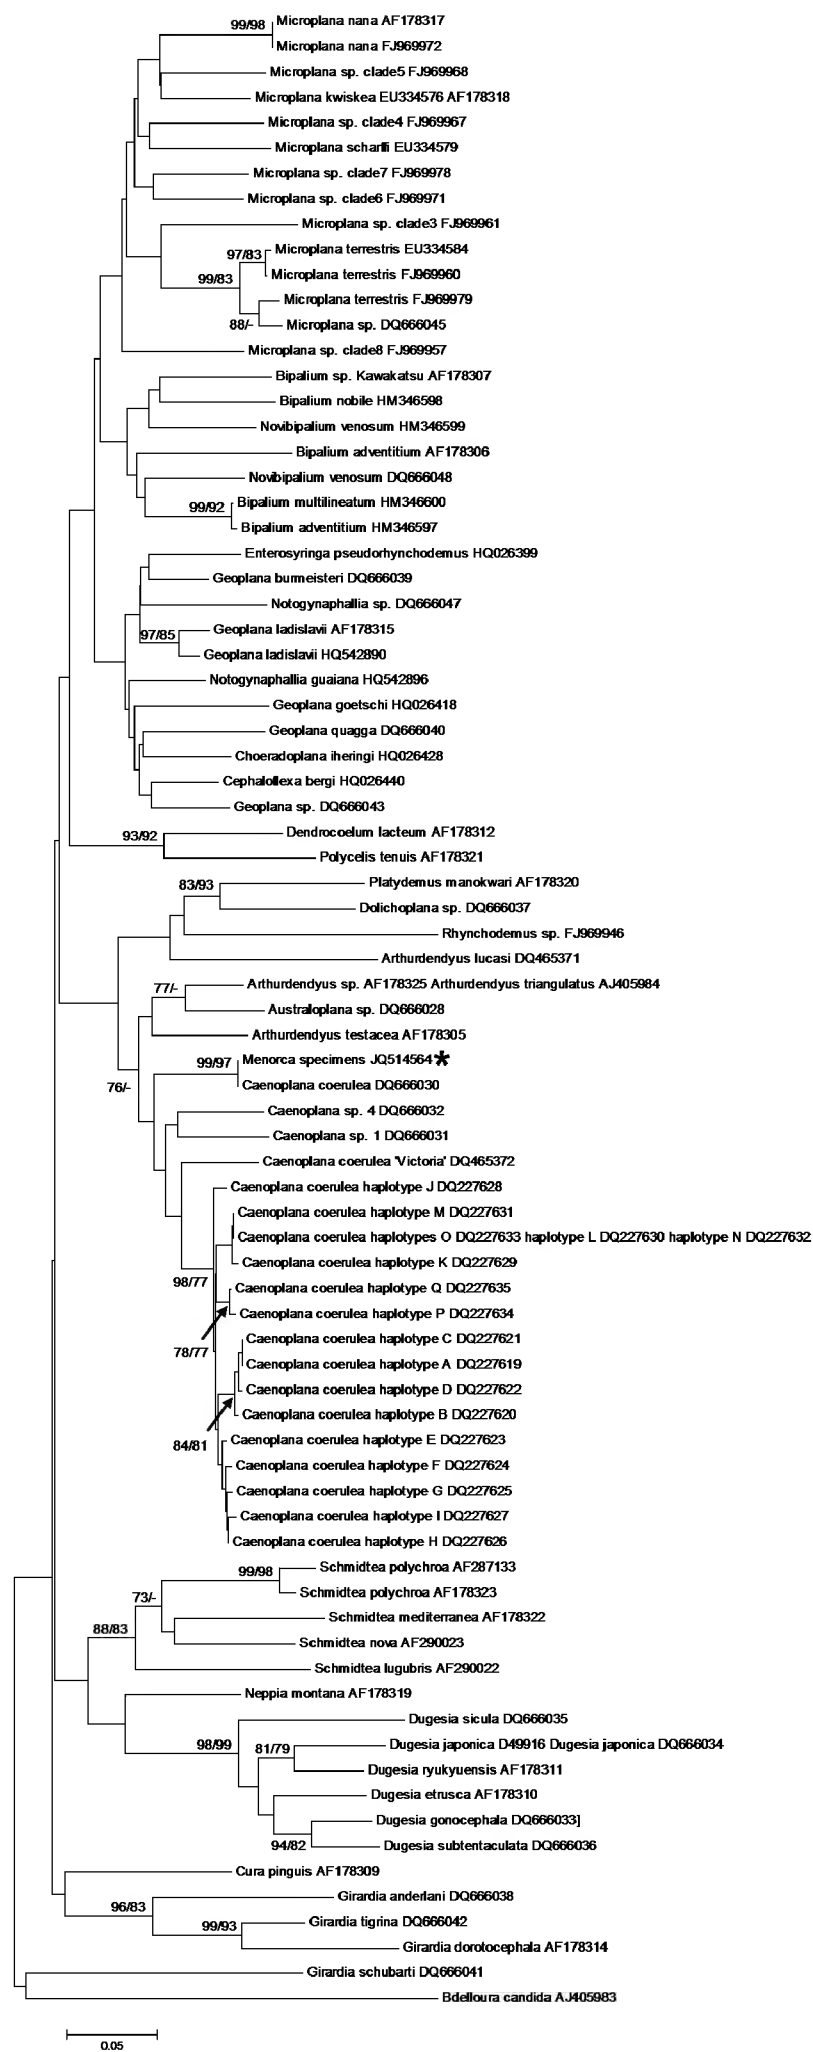 99/98
Microplana nana AF178317
Microplana nana FJ969972
Microplana sp. clade5 FJ969968
Microplana kwiskea EU334576 AF178318
Microplana sp. clade4 FJ969967
Microplana scharffi EU334579
Microplana sp. clade7 FJ969978
Microplana sp. clade6 FJ969971
Microplana sp. clade3 FJ969961
97/83
Microplana terrestris EU334584
Microplana terrestris FJ969960
99/83
Microplana terrestris FJ969979
88/-
Microplana sp. DQ666045
Microplana sp. clade8 FJ969957
Bipalium sp. Kawakatsu AF178307
Bipalium nobile HM346598
Novibipalium venosum HM346599
Bipalium adventitium AF178306
Novibipalium venosum DQ666048
99/92
Bipalium multilineatum HM346600
Bipalium adventitium HM346597
Enterosyringa pseudorhynchodemus HQ026399
Geoplana burmeisteri DQ666039
Notogynaphallia sp. DQ666047
97/85
Geoplana ladislavii AF178315
Geoplana ladislavii HQ542890
Notogynaphallia guaiana HQ542896
Geoplana goetschi HQ026418
Geoplana quagga DQ666040
Choeradoplana iheringi HQ026428
Cephaloflexa bergi HQ026440
Geoplana sp. DQ666043
93/92
Dendrocoelum lacteum AF178312
Polycelis tenuis AF178321
83/93
Platydemus manokwari AF178320
Dolichoplana sp. DQ666037
Rhynchodemus sp. FJ969946
Arthurdendyus lucasi DQ465371
77/-
Arthurdendyus sp. AF178325 Arthurdendyus triangulatus AJ405984
Australoplana sp. DQ666028
Arthurdendyus testacea AF178305
99/97
Menorca specimens JQ514564*
76/-
Caenoplana coerulea DQ666030
Caenoplana sp. 4 DQ666032
Caenoplana sp. 1 DQ666031
Caenoplana coerulea 'Victoria' DQ465372
Caenoplana coerulea haplotype J DQ227628
Caenoplana coerulea haplotype M DQ227631
Caenoplana coerulea haplotypes O DQ227633 haplotype L DQ227630 haplotype N DQ227632
Caenoplana coerulea haplotype K DQ227629
98/77
Caenoplana coerulea haplotype Q DQ227635
Caenoplana coerulea haplotype P DQ227634
78/77
Caenoplana coerulea haplotype C DQ227621
Caenoplana coerulea haplotype A DQ227619
Caenoplana coerulea haplotype D DQ227622
Caenoplana coerulea haplotype B DQ227620
84/81
Caenoplana coerulea haplotype E DQ227623
Caenoplana coerulea haplotype F DQ227624
Caenoplana coerulea haplotype G DQ227625
Caenoplana coerulea haplotype I DQ227627
Caenoplana coerulea haplotype H DQ227626
99/98
Schmidtea polychroa AF287133
Schmidtea polychroa AF178323
73/-
Schmidtea mediterranea AF178322
88/83
Schmidtea nova AF290023
Schmidtea lugubris AF290022
Neppia montana AF178319
Dugesia sicula DQ666035
98/99
81/79
Dugesia japonica D49916 Dugesia japonica DQ666034
Dugesia ryukyuensis AF178311
Dugesia etrusca AF178310
Dugesia gonocephala DQ666033]
94/82
Dugesia subtentaculata DQ666036
Cura pinguis AF178309
96/83
Girardia anderlani DQ666038
99/93
Girardia tigrina DQ666042
Girardia dorotocephala AF178314
Girardia schubarti DQ666041
Bdelloura candida AJ405983
0.05